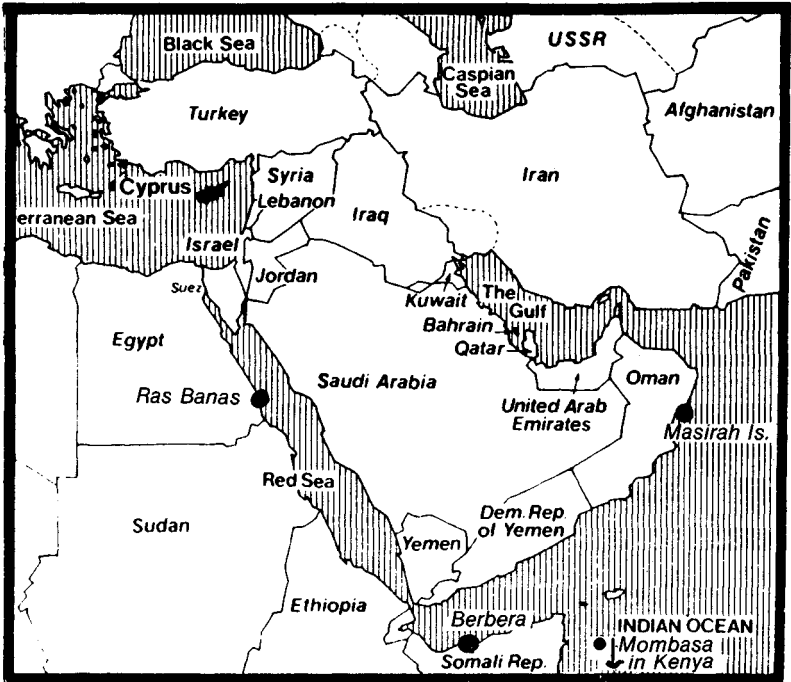 Black Sea
USSR
Caspian
Sea
Turkey
Afghanistan
Cyprus
Syria
Lebanon
Iran
Iraq
erranean Sea
Israel
Pakistan
Suez
Jordan
Kuwait
The
Gulf
Bahrain
Qatar
Egypt
Saudi Arabia
Oman
Ras Banas
United Arab
Emirates
Masirah Is.
Red Sea
Sudan
Dem. Rep.
of Yemen
Yemen
Ethiopia
Berbera
INDIAN OCEAN
Mombasa
in Kenya
Somali Rep.